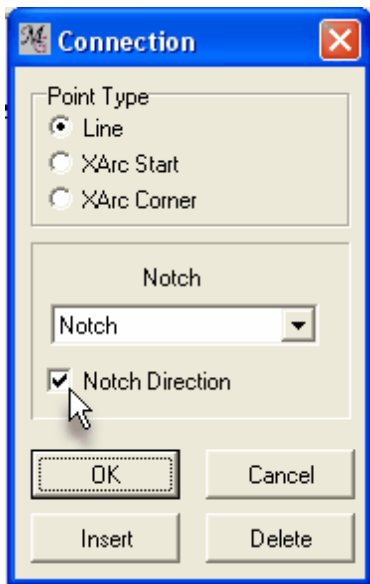 Connection
Point Type
Line
XArc Start
XArc Corner
Notch
Notch
Notch Direction
OK
Cancel
Insert
Delete